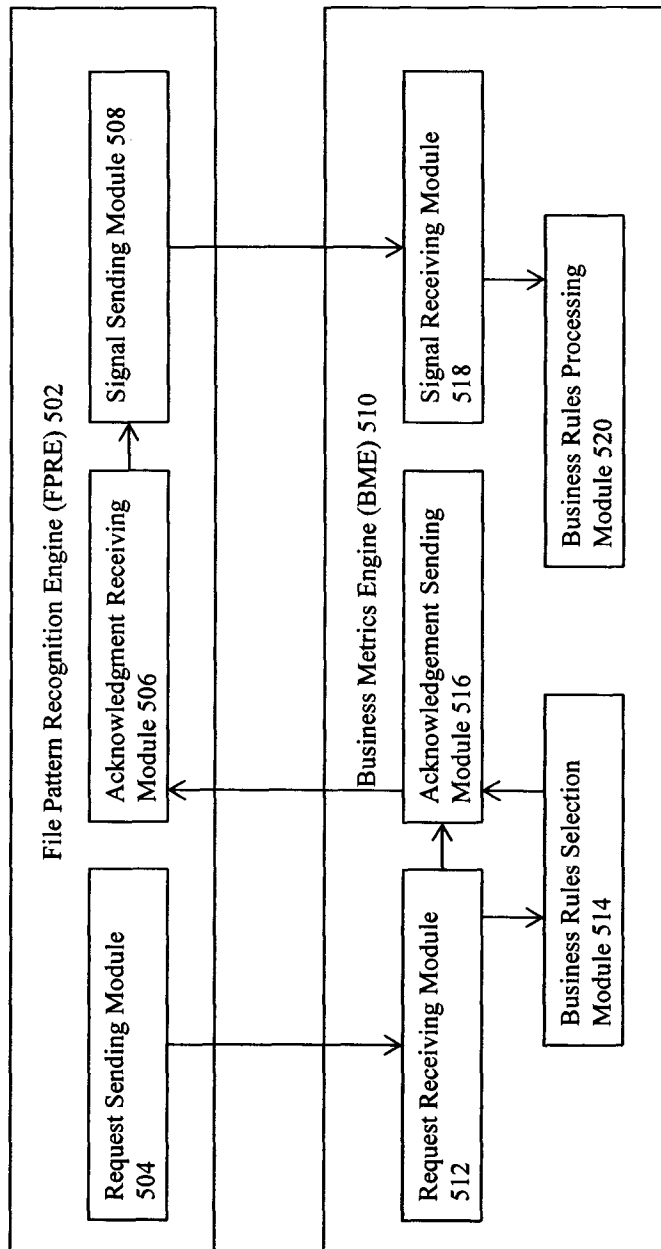 File Pattern Recognition Engine (FPRE) 502
Request Sending Module
504
Acknowledgment Receiving
Module 506
Signal Sending Module 508
Business Metrics Engine (BME) 510
Request Receiving Module
512
Acknowledgement Sending
Module 516
Signal Receiving Module
518
Business Rules Selection
Module 514
Business Rules Processing
Module 520